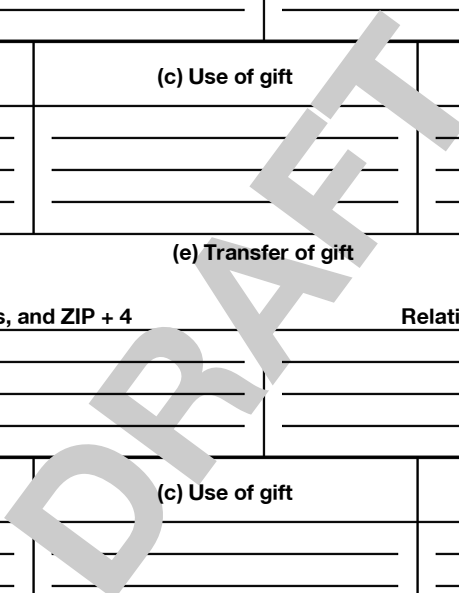 (c) Use of gift
(e) Transfer of gift
s, and ZIP + 4 Relati
(c) Use of gift
DRAFT